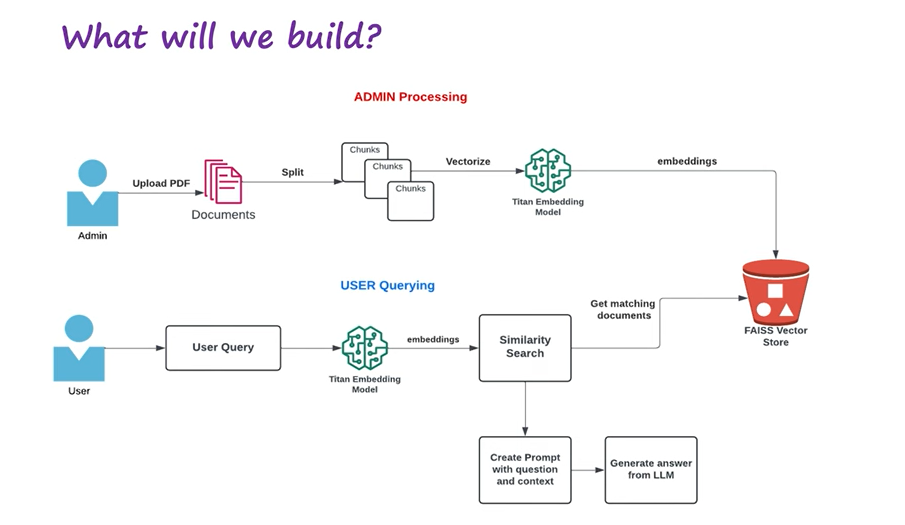 What will we build?
ADMIN Processing
Chunks
Chunks
Chunks
Upload PDF
Split
Vectorize
embeddings
Documents
Titan Embedding
Model
Admin
USER Querying
Get matching
documents
FAISS Vector
Store
User Query
embeddings
Similarity
Search
Titan Embedding
Model
User
Create Prompt
with question
and context
Generate answer
from LLM